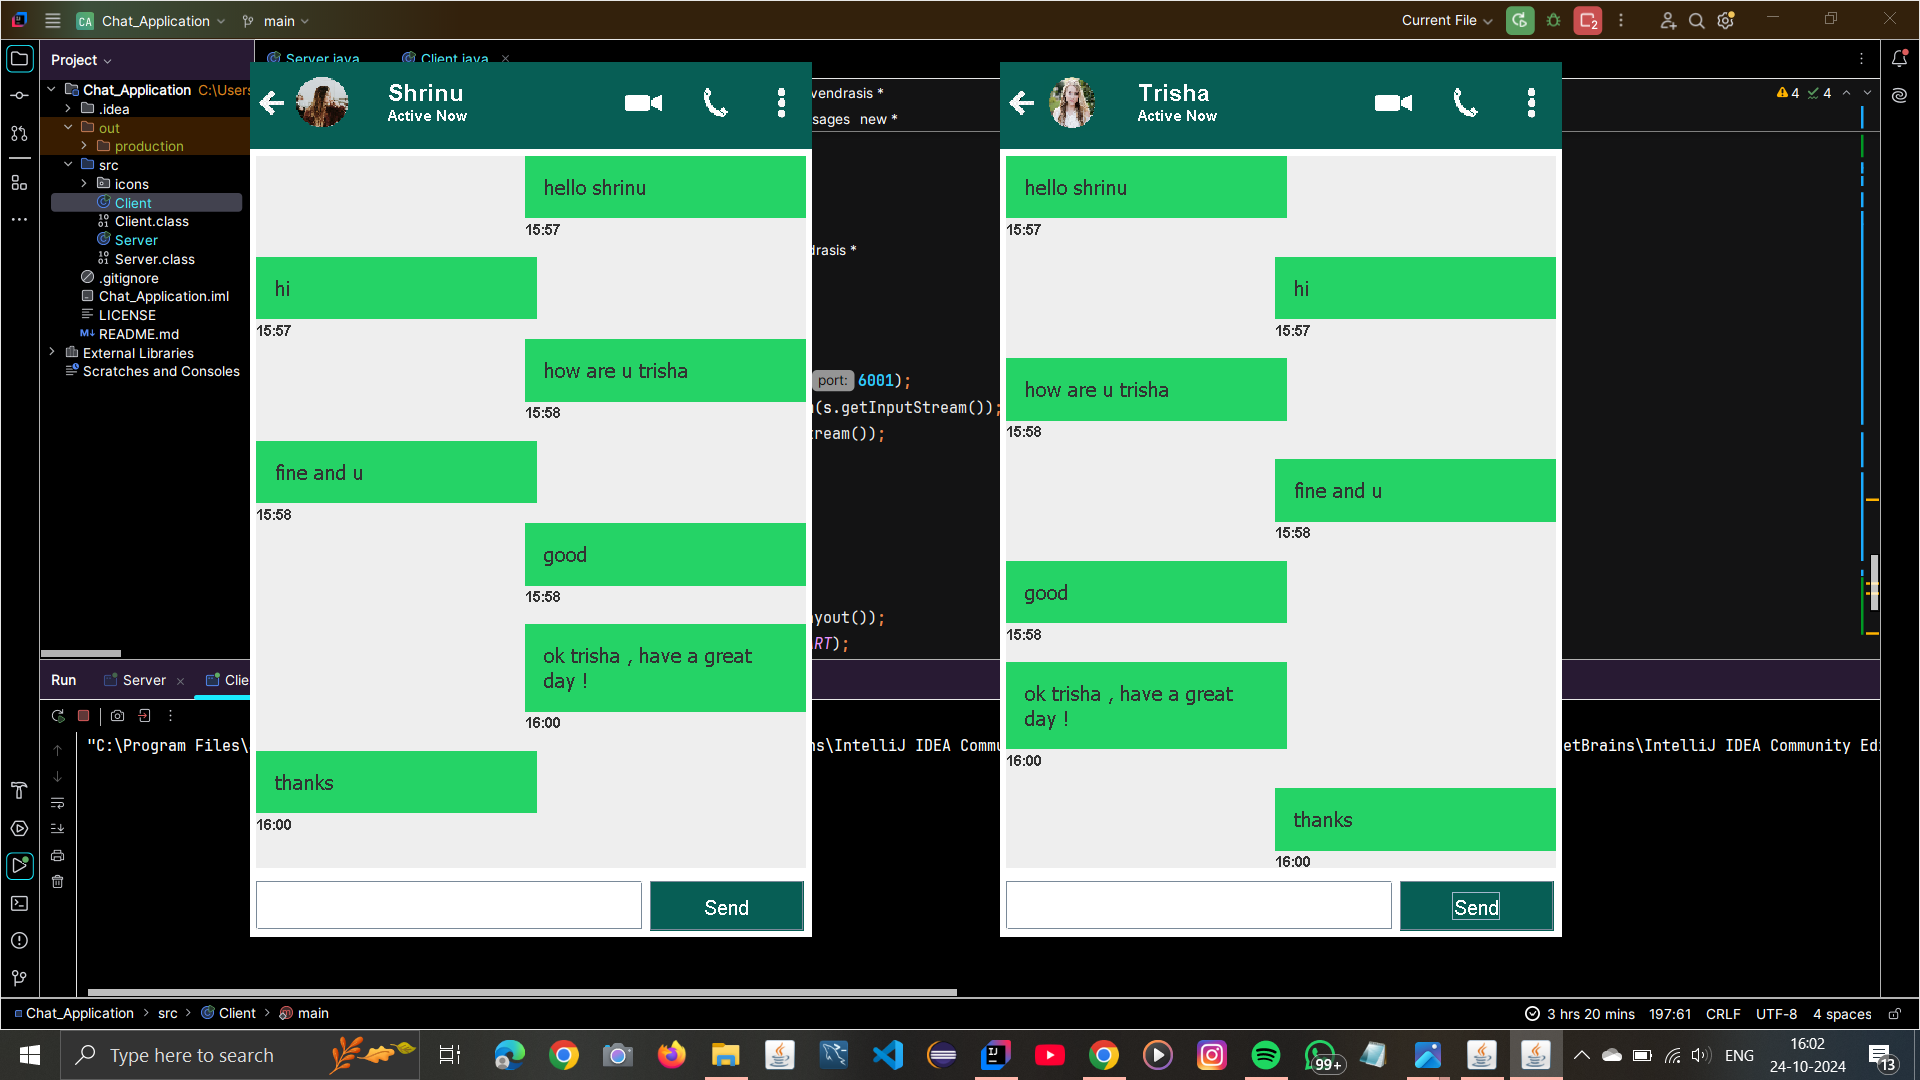 CA Chat_Application main Current File 2
Project
Server.java Client.java
Chat_Application C:\Users
.idea
out
production
src
icons
Client
Client.class
Server
Server.class
.gitignore
Chat_Application.iml
LICENSE
README.md
External Libraries
Scratches and Consoles
vendrasis *
sages new *
4 4
drasis *
port: 6001);
(s.getInputStream());
tream());
yout());
ART);
Shrinu
Active Now
hello shrinu
15:57
hi
15:57
how are u trisha
15:58
fine and u
15:58
good
15:58
ok trisha , have a great
day !
16:00
thanks
16:00
Send
Trisha
Active Now
hello shrinu
15:57
hi
15:57
how are u trisha
15:58
fine and u
15:58
good
15:58
ok trisha , have a great
day !
16:00
thanks
16:00
Send
Run Server Clie
"C:\Program Files\ ns\IntelliJ IDEA Commu etBrains\IntelliJ IDEA Community Edi
Chat_Application > src > Client > main 3 hrs 20 mins 197:61 CRLF UTF-8 4 spaces
Type here to search 99+ ENG 16:02
24-10-2024 13